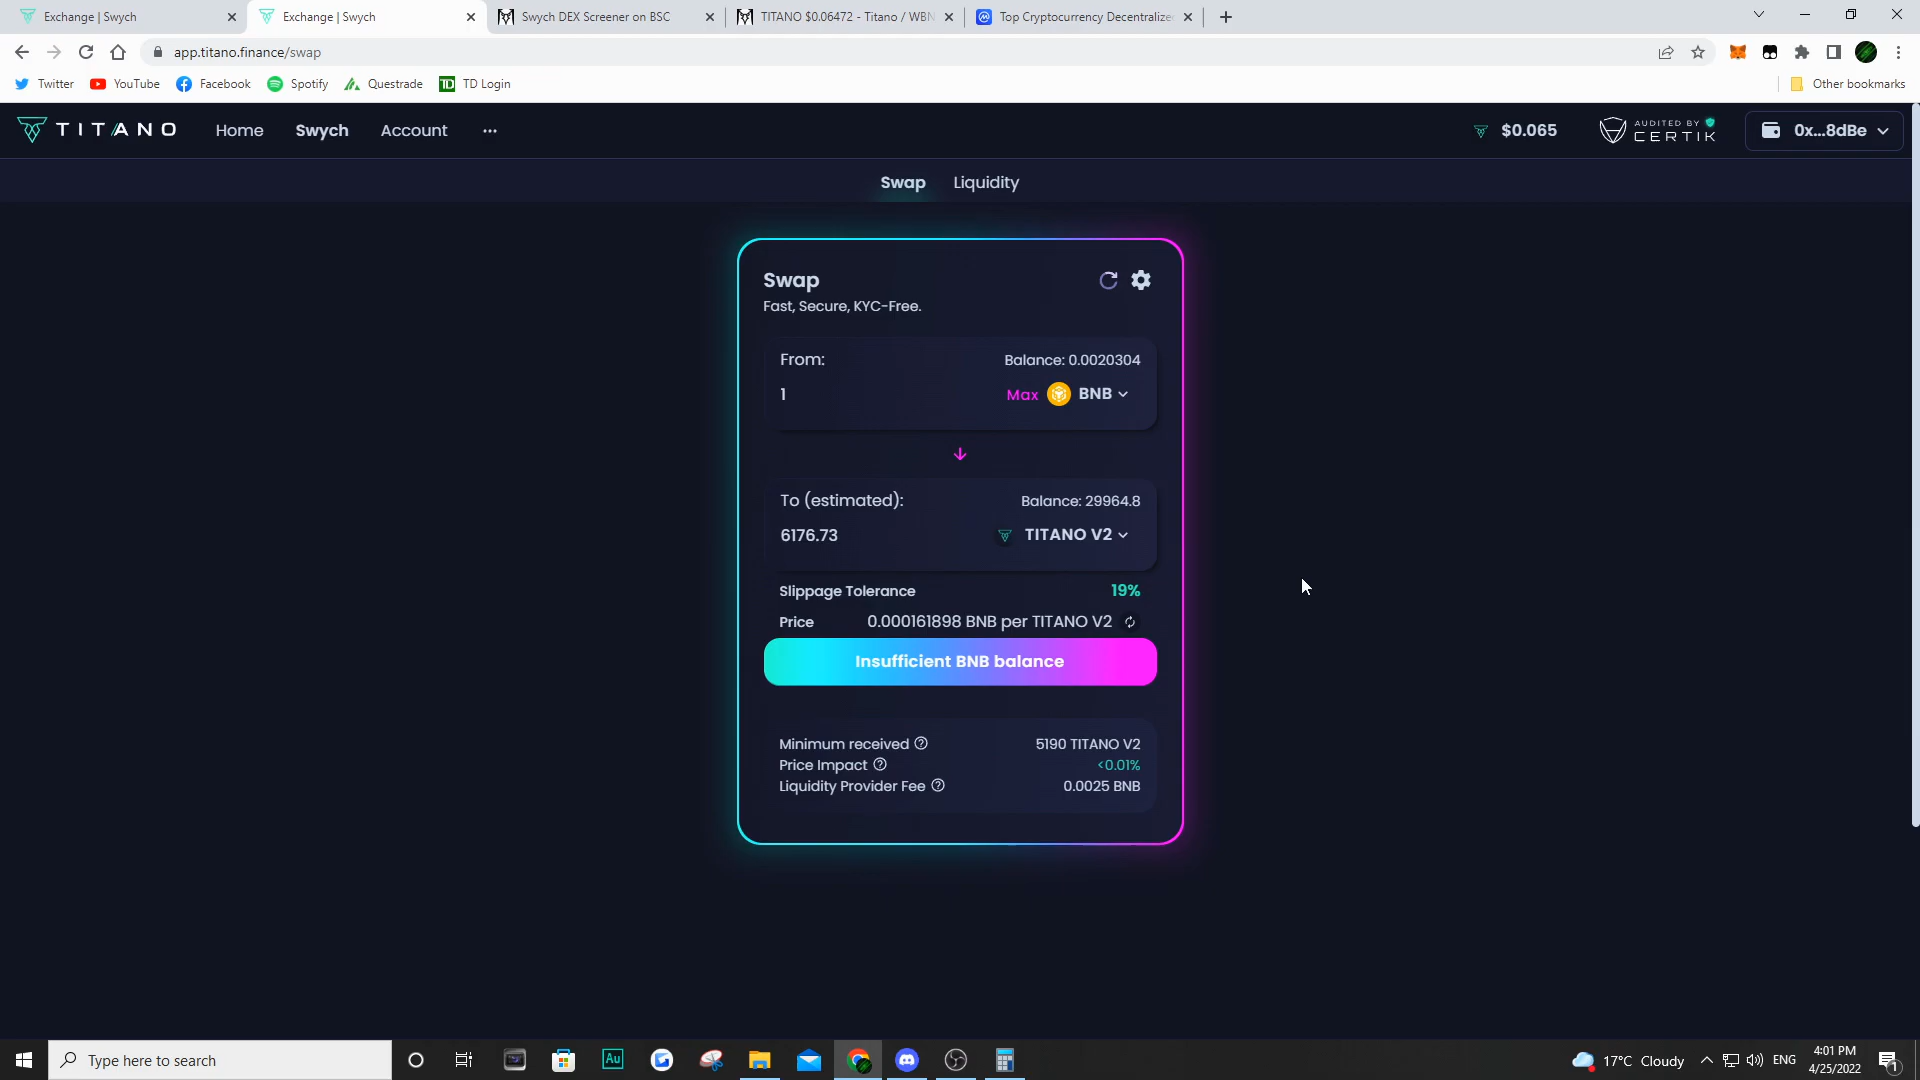 Exchange | Swych
Exchange | Swych
Swych DEX Screener on BSC
TITANO $0.06472 - Titano / WBN
Top Cryptocurrency Decentralize
app.titano.finance/swap
Twitter
YouTube
Facebook
Spotify
Questrade
TD Login
Other bookmarks
TITANO
Home
Swych
Account
$0.065
AUDITED BY
CERTIK
0x...8dBe
Swap
Liquidity
Swap
Fast, Secure, KYC-Free.
From:
Balance: 0.0020304
1
Max
BNB
To (estimated):
Balance: 29964.8
6176.73
TITANO V2
Slippage Tolerance
19%
Price
0.000161898 BNB per TITANO V2
Insufficient BNB balance
Minimum received
5190 TITANO V2
Price Impact
<0.01%
Liquidity Provider Fee
0.0025 BNB
Type here to search
Au
17°C Cloudy
ENG
4:01 PM
4/25/2022
1